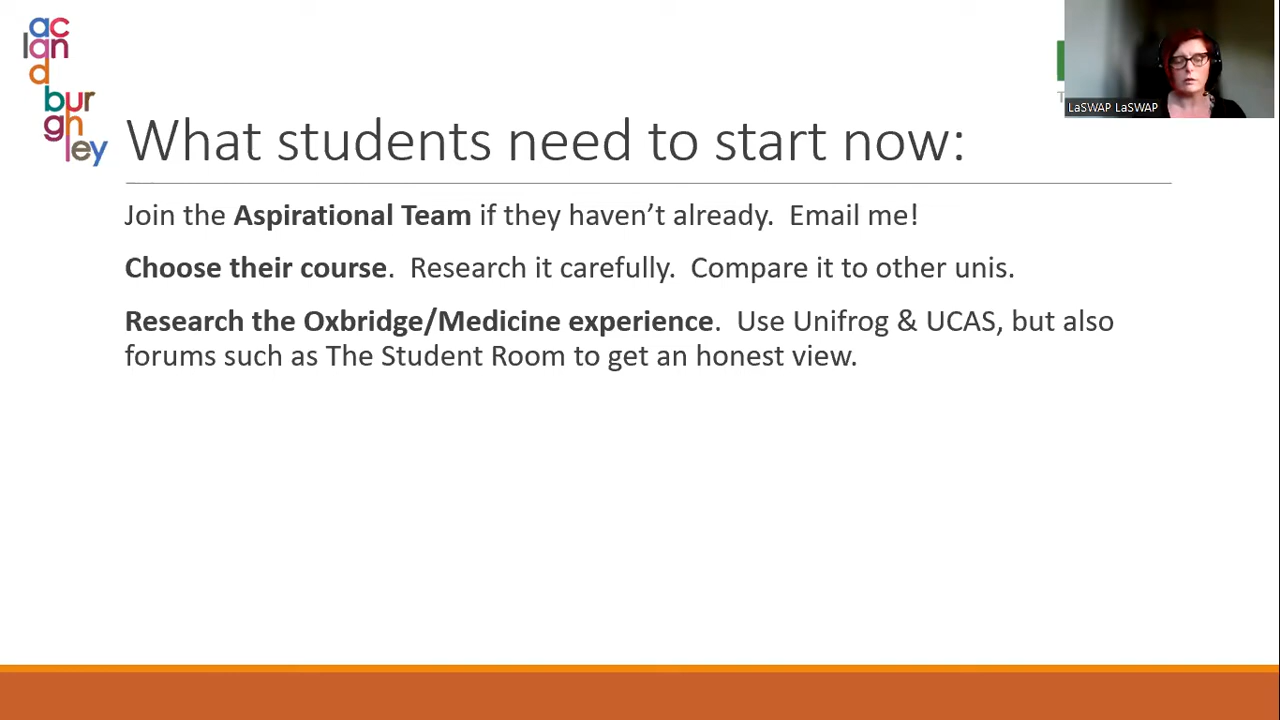 ac
lan
d
bur
gh
ley
LaSWAP LaSWAP
What students need to start now:
Join the Aspirational Team if they haven’t already.  Email me!
Choose their course.  Research it carefully.  Compare it to other unis.
Research the Oxbridge/Medicine experience.  Use Unifrog & UCAS, but also
forums such as The Student Room to get an honest view.